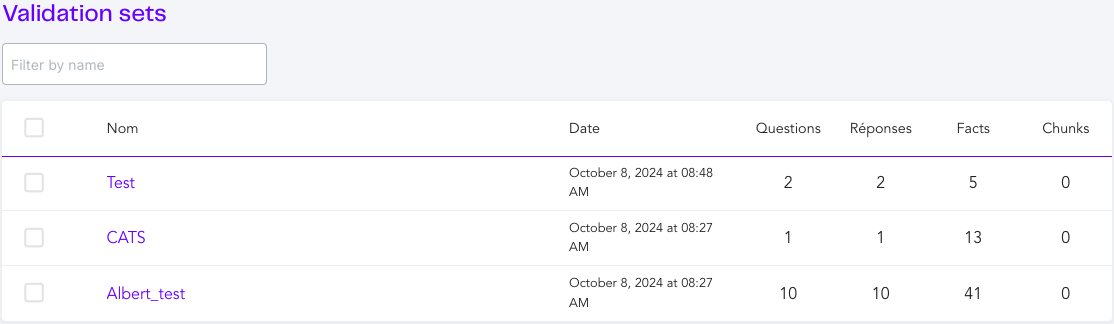 Validation sets
Filter by name
Nom Date Questions Réponses Facts Chunks
Test October 8, 2024 at 08:48 AM 2 2 5 0
CATS October 8, 2024 at 08:27 AM 1 1 13 0
Albert_test October 8, 2024 at 08:27 AM 10 10 41 0